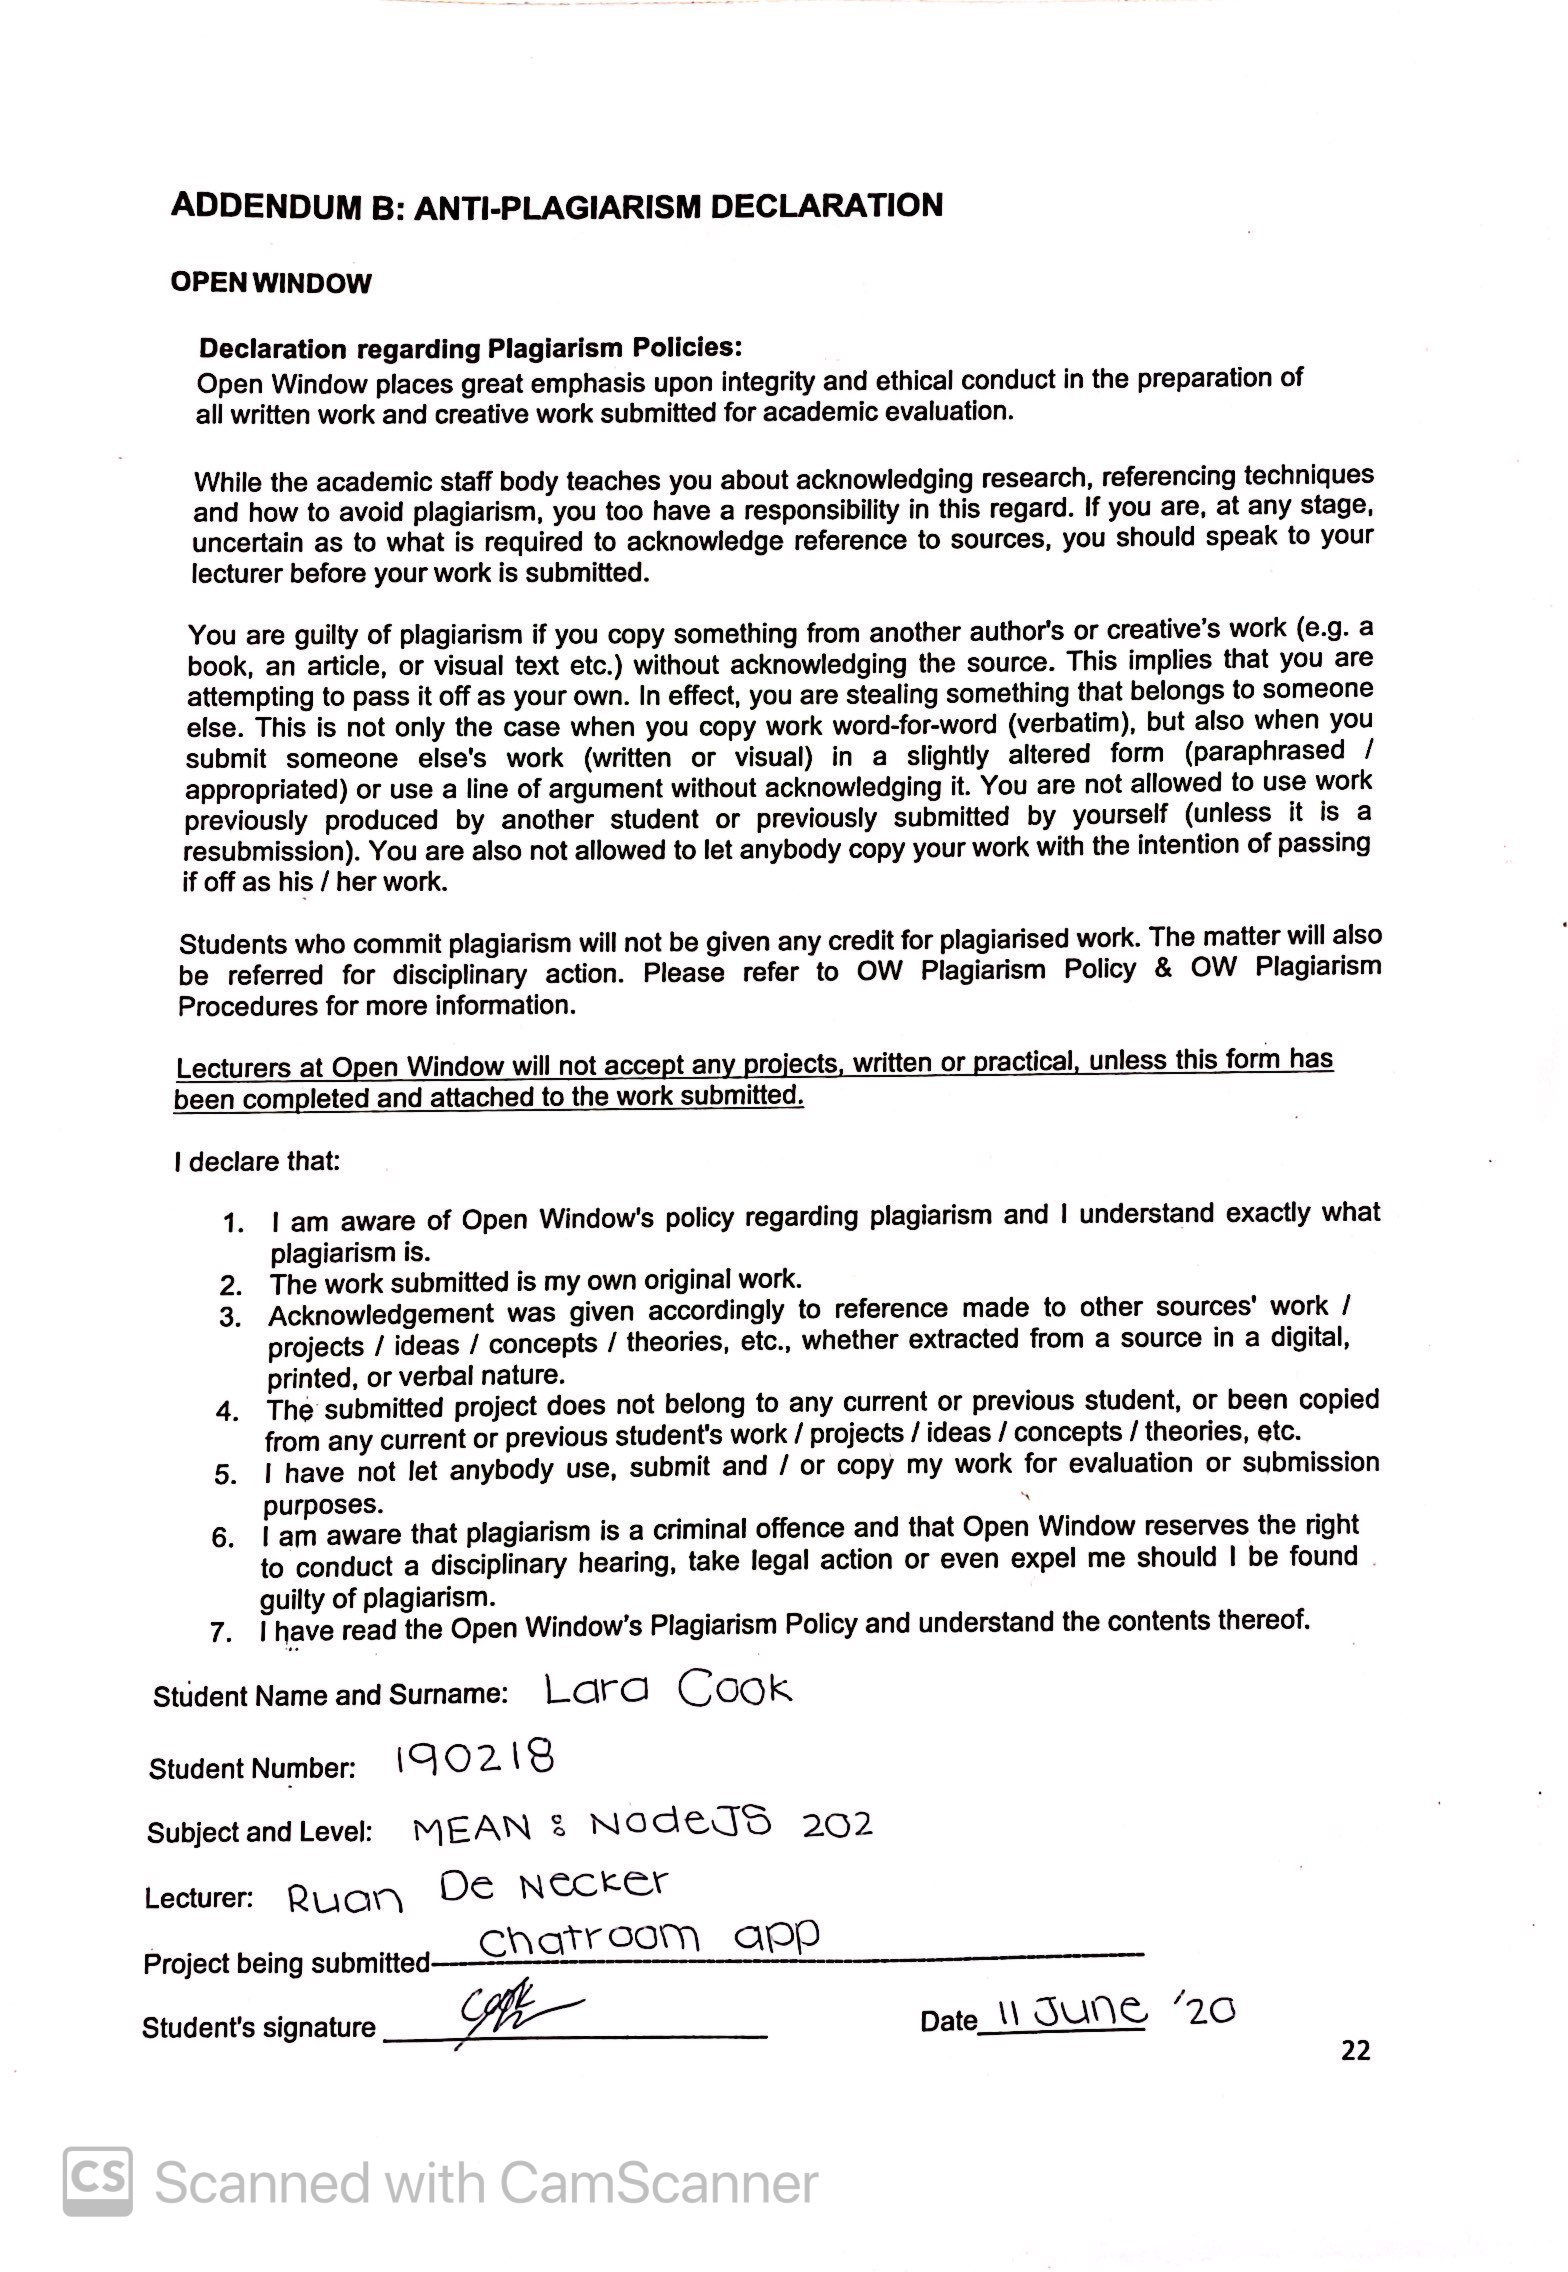 ADDENDUM B: ANTI-PLAGIARISM DECLARATION
OPEN WINDOW
Declaration regarding Plagiarism Policies:
Open Window places great emphasis upon integrity and ethical conduct in the preparation of
all written work and creative work submitted for academic evaluation.
While the academic staff body teaches you about acknowledging research, referencing techniques
and how to avoid plagiarism, you too have a responsibility in this regard. If you are, at any stage,
uncertain as to what is required to acknowledge reference to sources, you should speak to your
lecturer before your work is submitted.
You are guilty of plagiarism if you copy something from another author's or creative's work (e.g. a
book, an article, or visual text etc.) without acknowledging the source. This implies that you are
attempting to pass it off as your own. In effect, you are stealing something that belongs to someone
else. This is not only the case when you copy work word-for-word (verbatim), but also when you
submit someone else's work (written or visual) in a slightly altered form (paraphrased /
appropriated) or use a line of argument without acknowledging it. You are not allowed to use work
previously produced by another student or previously submitted by yourself (unless it is a
resubmission). You are also not allowed to let anybody copy your work with the intention of passing
if off as his / her work.
Students who commit plagiarism will not be given any credit for plagiarised work. The matter will also
be referred for disciplinary action. Please refer to OW Plagiarism Policy & OW Plagiarism
Procedures for more information.
Lecturers at Open Window will not accept any projects, written or practical, unless this form has
been completed and attached to the work submitted.
I declare that:
1. I am aware of Open Window's policy regarding plagiarism and I understand exactly what
plagiarism is.
2. The work submitted is my own original work.
3. Acknowledgement was given accordingly to reference made to other sources' work /
projects / ideas / concepts / theories, etc., whether extracted from a source in a digital,
printed, or verbal nature.
4. The submitted project does not belong to any current or previous student, or been copied
from any current or previous student's work / projects / ideas / concepts / theories, etc.
5. I have not let anybody use, submit and / or copy my work for evaluation or submission
purposes.
6. I am aware that plagiarism is a criminal offence and that Open Window reserves the right
to conduct a disciplinary hearing, take legal action or even expel me should I be found
guilty of plagiarism.
7. I have read the Open Window's Plagiarism Policy and understand the contents thereof.
Student Name and Surname: Lara Cook
Student Number: 190218
Subject and Level: MEAN : NodeJS 202
Lecturer: Ruan De Necker
Project being submitted Chatroom app
Student's signature Cook Date 11 June '20
22
CS Scanned with CamScanner